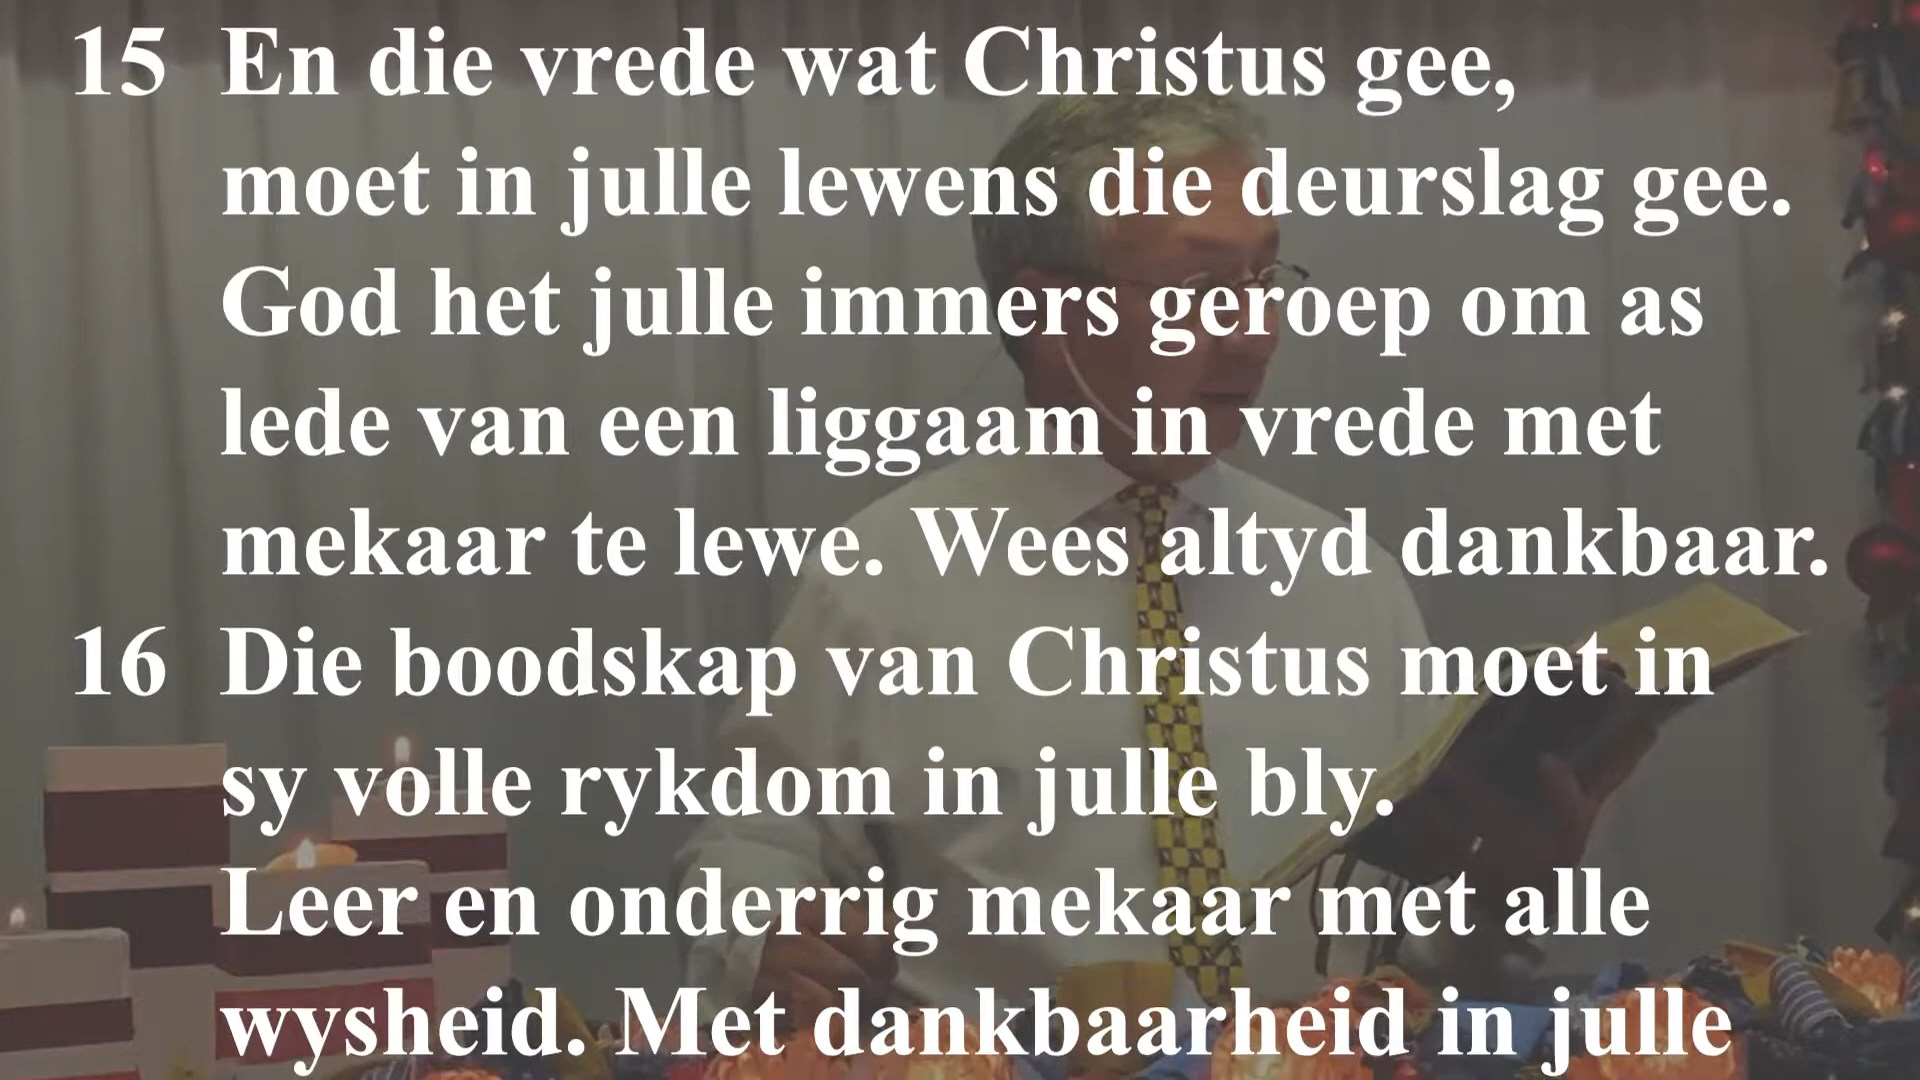 15 En die vrede wat Christus gee,
moet in julle lewens die deurslag gee.
God het julle immers geroep om as
lede van een liggaam in vrede met
mekaar te lewe. Wees altyd dankbaar.
16 Die boodskap van Christus moet in
sy volle rykdom in julle bly.
Leer en onderrig mekaar met alle
wysheid. Met dankbaarheid in julle